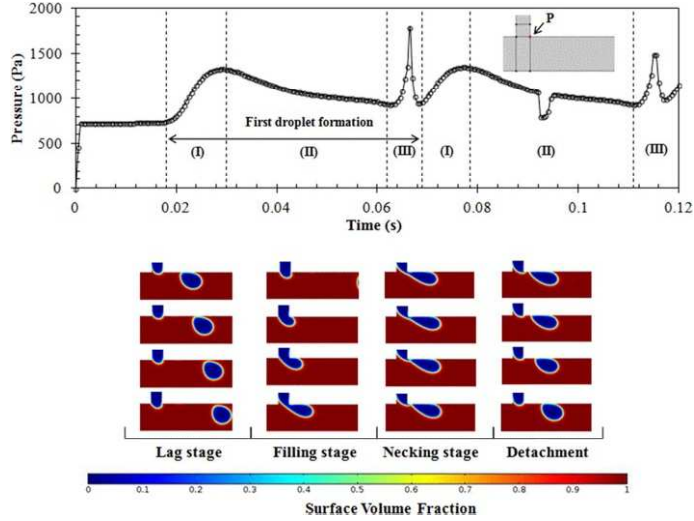 2000
1500
1000
500
0
Pressure (Pa)
P
First droplet formation
(I)
(II)
(III)
(I)
(II)
(III)
0
0.02
0.04
0.06
0.08
0.1
0.12
Time (s)
Lag stage
Filling stage
Necking stage
Detachment
0
0.1
0.2
0.3
0.4
0.5
0.6
0.7
0.8
0.9
1
Surface Volume Fraction